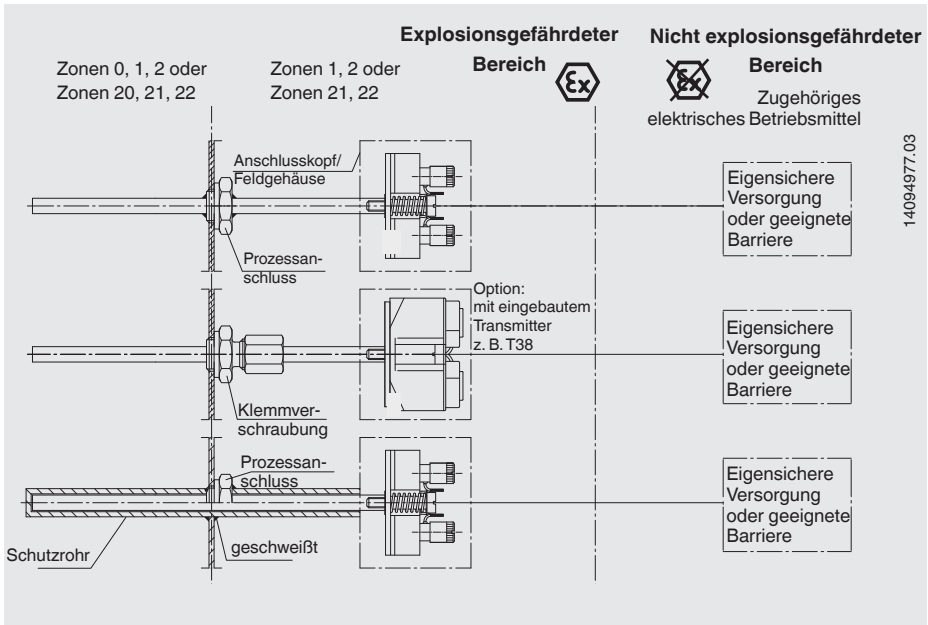 Explosionsgefährdeter
Bereich
Ex
Nicht explosionsgefährdeter
Bereich
Ex
Zugehöriges
elektrisches Betriebsmittel
Zonen 0, 1, 2 oder
Zonen 20, 21, 22
Zonen 1, 2 oder
Zonen 21, 22
14094977.03
Anschlusskopf/
Feldgehäuse
Prozessan-
schluss
Eigensichere
Versorgung
oder geeignete
Barriere
Option:
mit eingebautem
Transmitter
z. B. T38
Klemmver-
schraubung
Eigensichere
Versorgung
oder geeignete
Barriere
Prozessan-
schluss
Schutzrohr
geschweißt
Eigensichere
Versorgung
oder geeignete
Barriere